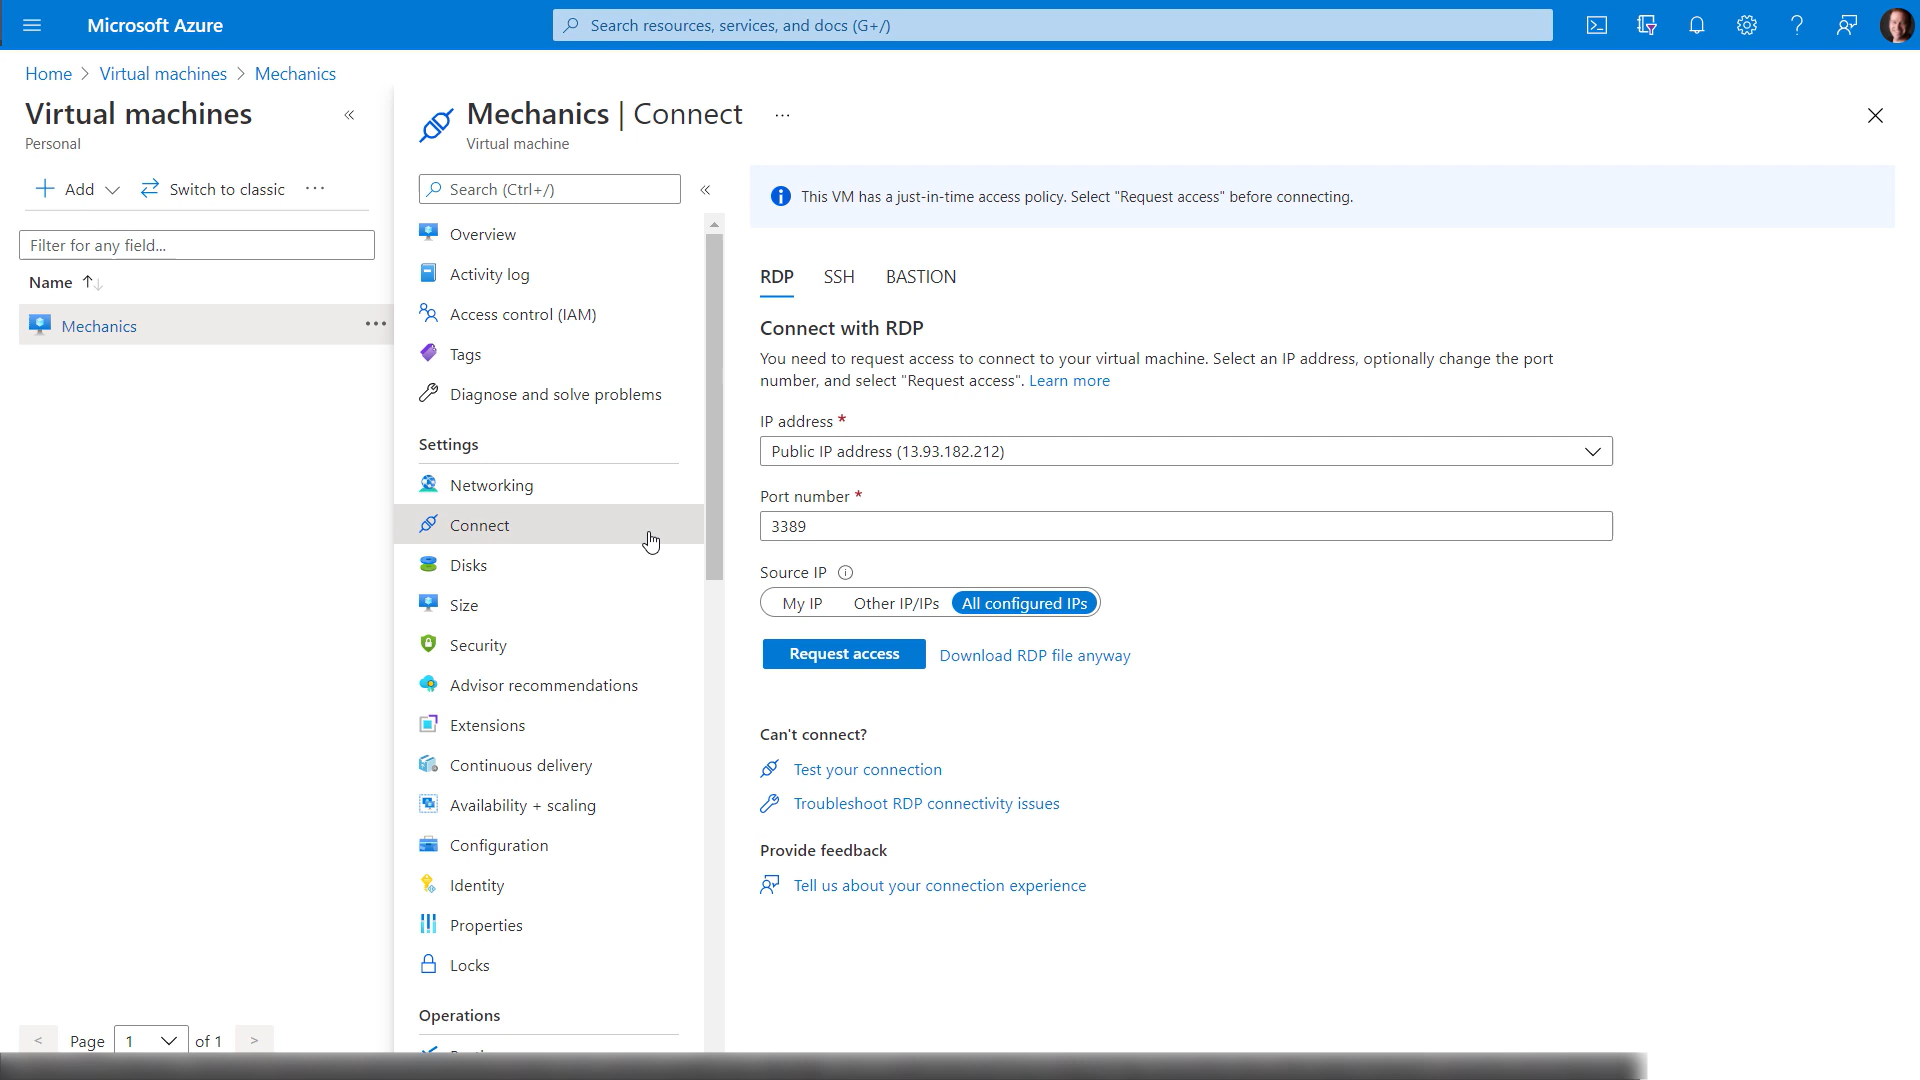 Microsoft Azure
Search resources, services, and docs (G+/)
Home > Virtual machines > Mechanics
Virtual machines
Personal
Add
Switch to classic
Filter for any field...
Name
Mechanics
Page 1 of 1
Mechanics | Connect
Virtual machine
Search (Ctrl+/)
Overview
Activity log
Access control (IAM)
Tags
Diagnose and solve problems
Settings
Networking
Connect
Disks
Size
Security
Advisor recommendations
Extensions
Continuous delivery
Availability + scaling
Configuration
Identity
Properties
Locks
Operations
This VM has a just-in-time access policy. Select "Request access" before connecting.
RDP SSH BASTION
Connect with RDP
You need to request access to connect to your virtual machine. Select an IP address, optionally change the port
number, and select "Request access". Learn more
IP address *
Public IP address (13.93.182.212)
Port number *
3389
Source IP
My IP Other IP/IPs All configured IPs
Request access Download RDP file anyway
Can't connect?
Test your connection
Troubleshoot RDP connectivity issues
Provide feedback
Tell us about your connection experience